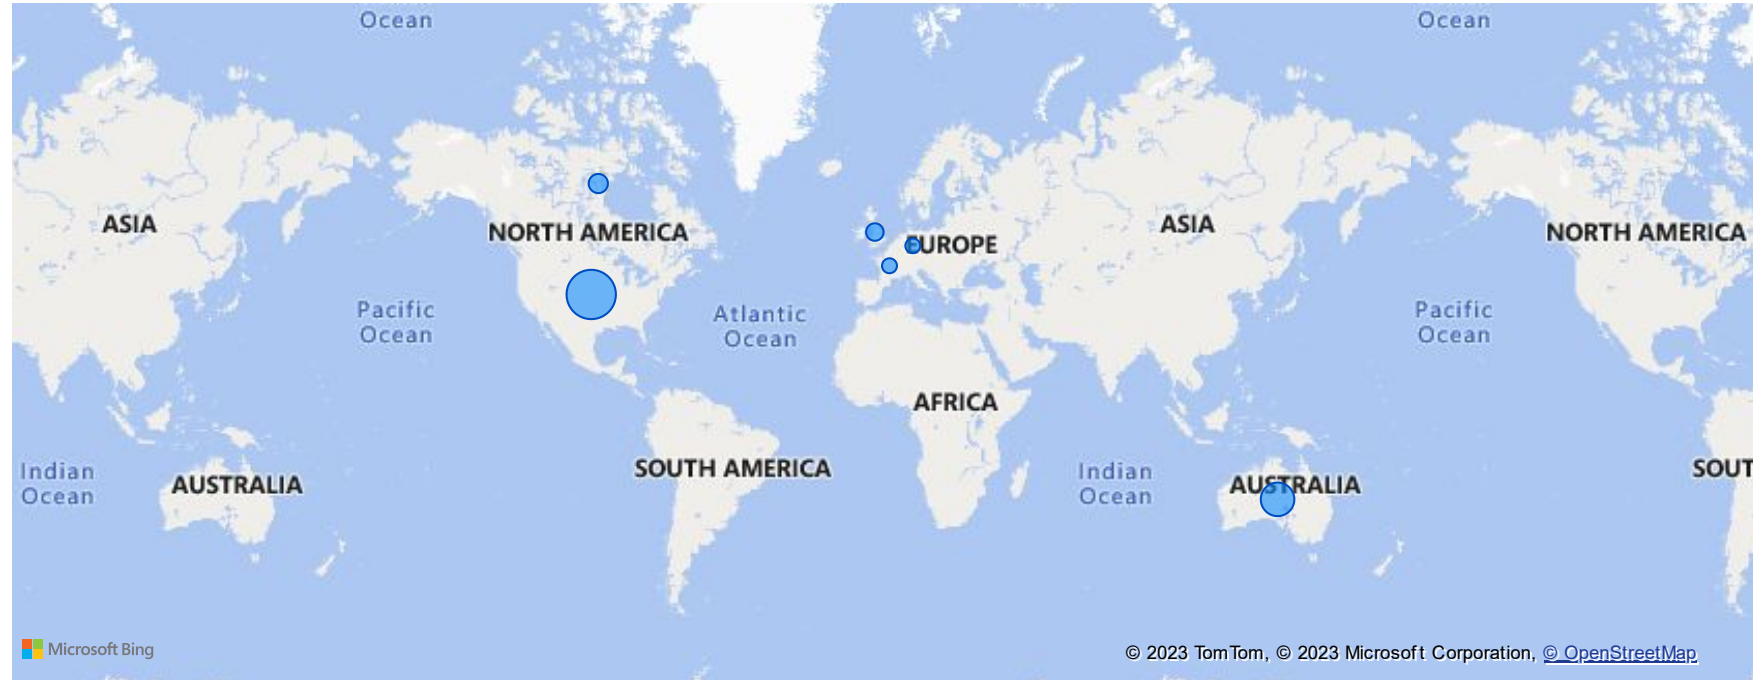 Ocean
Ocean
ASIA
NORTH AMERICA
EUROPE
ASIA
NORTH AMERICA
Pacific
Ocean
Atlantic
Ocean
Pacific
Ocean
AFRICA
Indian
Ocean
AUSTRALIA
SOUTH AMERICA
Indian
Ocean
AUSTRALIA
SOUT
Microsoft Bing
© 2023 TomTom, © 2023 Microsoft Corporation, © OpenStreetMap